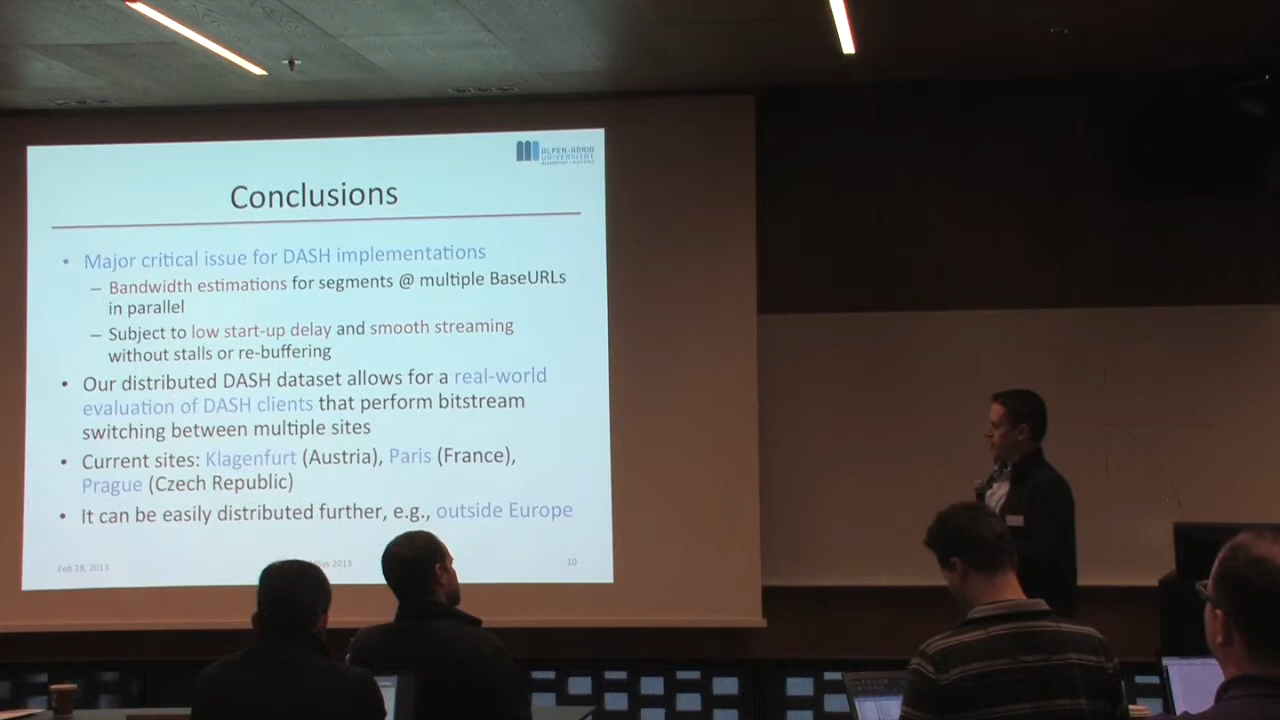 ALPEN-ADRIA
UNIVERSITÄT
Conclusions
• Major critical issue for DASH implementations
– Bandwidth estimations for segments @ multiple BaseURLs
in parallel
– Subject to low start-up delay and smooth streaming
without stalls or re-buffering
• Our distributed DASH dataset allows for a real-world
evaluation of DASH clients that perform bitstream
switching between multiple sites
• Current sites: Klagenfurt (Austria), Paris (France),
Prague (Czech Republic)
• It can be easily distributed further, e.g., outside Europe
Feb 28, 2013 2013 10